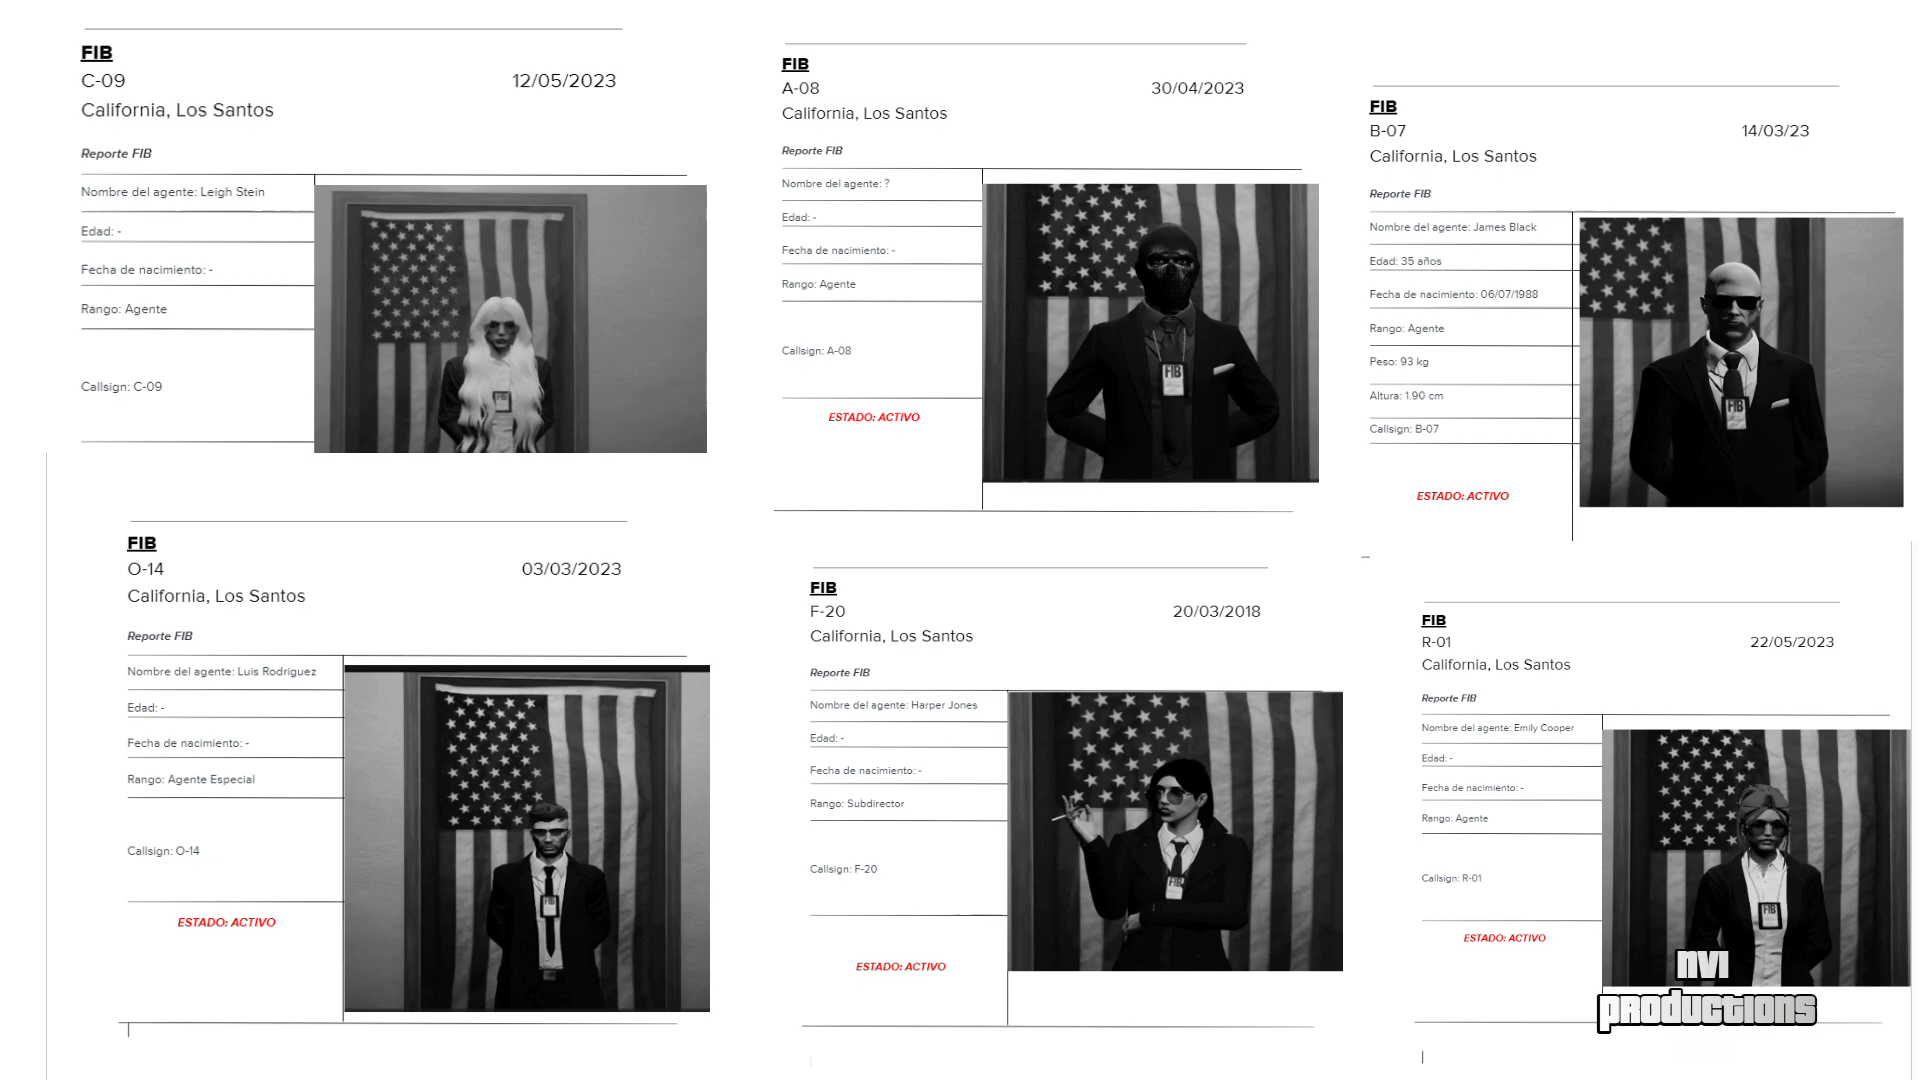 FIB
C-09 12/05/2023
California, Los Santos
Reporte FIB
Nombre del agente: Leigh Stein
Edad: -
Fecha de nacimiento: -
Rango: Agente
Callsign: C-09
FIB
FIB
A-08 30/04/2023
California, Los Santos
Reporte FIB
Nombre del agente: ?
Edad: -
Fecha de nacimiento: -
Rango: Agente
Callsign: A-08
ESTADO: ACTIVO
FIB
FIB
B-07 14/03/23
California, Los Santos
Reporte FIB
Nombre del agente: James Black
Edad: 35 años
Fecha de nacimiento: 06/07/1988
Rango: Agente
Peso: 93 kg
Altura: 1.90 cm
Callsign: B-07
ESTADO: ACTIVO
FIB
FIB
O-14 03/03/2023
California, Los Santos
Reporte FIB
Nombre del agente: Luis Rodriguez
Edad: -
Fecha de nacimiento: -
Rango: Agente Especial
Callsign: O-14
ESTADO: ACTIVO
FIB
FIB
F-20 20/03/2018
California, Los Santos
Reporte FIB
Nombre del agente: Harper Jones
Edad: -
Fecha de nacimiento: -
Rango: Subdirector
Callsign: F-20
ESTADO: ACTIVO
FIB
FIB
R-01 22/05/2023
California, Los Santos
Reporte FIB
Nombre del agente: Emily Cooper
Edad: -
Fecha de nacimiento: -
Rango: Agente
Callsign: R-01
ESTADO: ACTIVO
FIB
NVI
productions